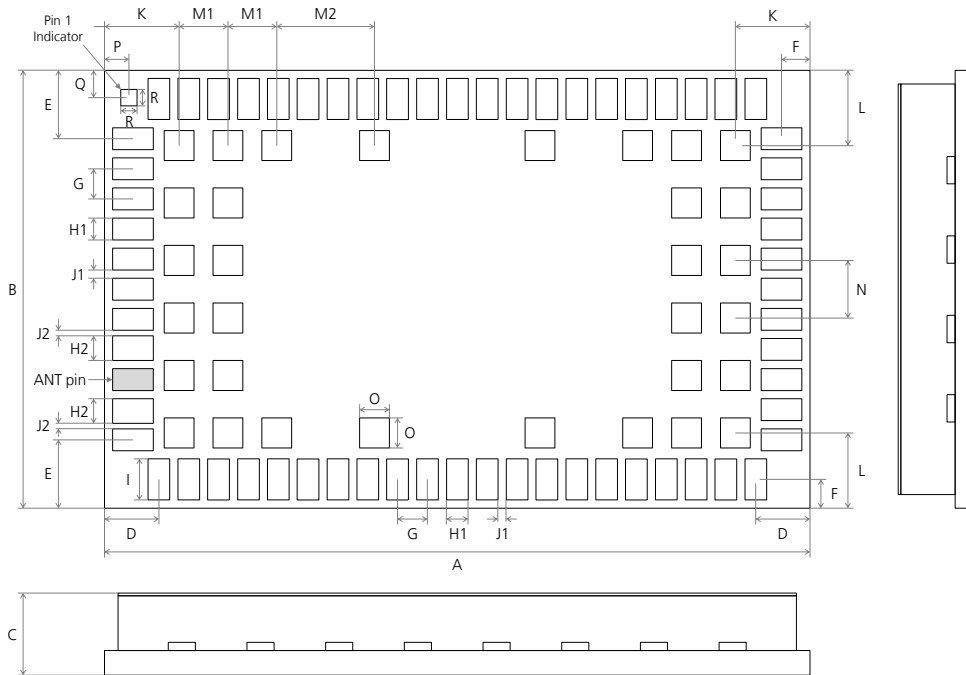 Pin 1
Indicator
K
M1
M1
M2
K
P
F
Q
E
R
R
L
G
H1
J1
B
N
J2
H2
ANT pin
H2
J2
O
O
E
I
L
F
D
G
H1
J1
D
A
C